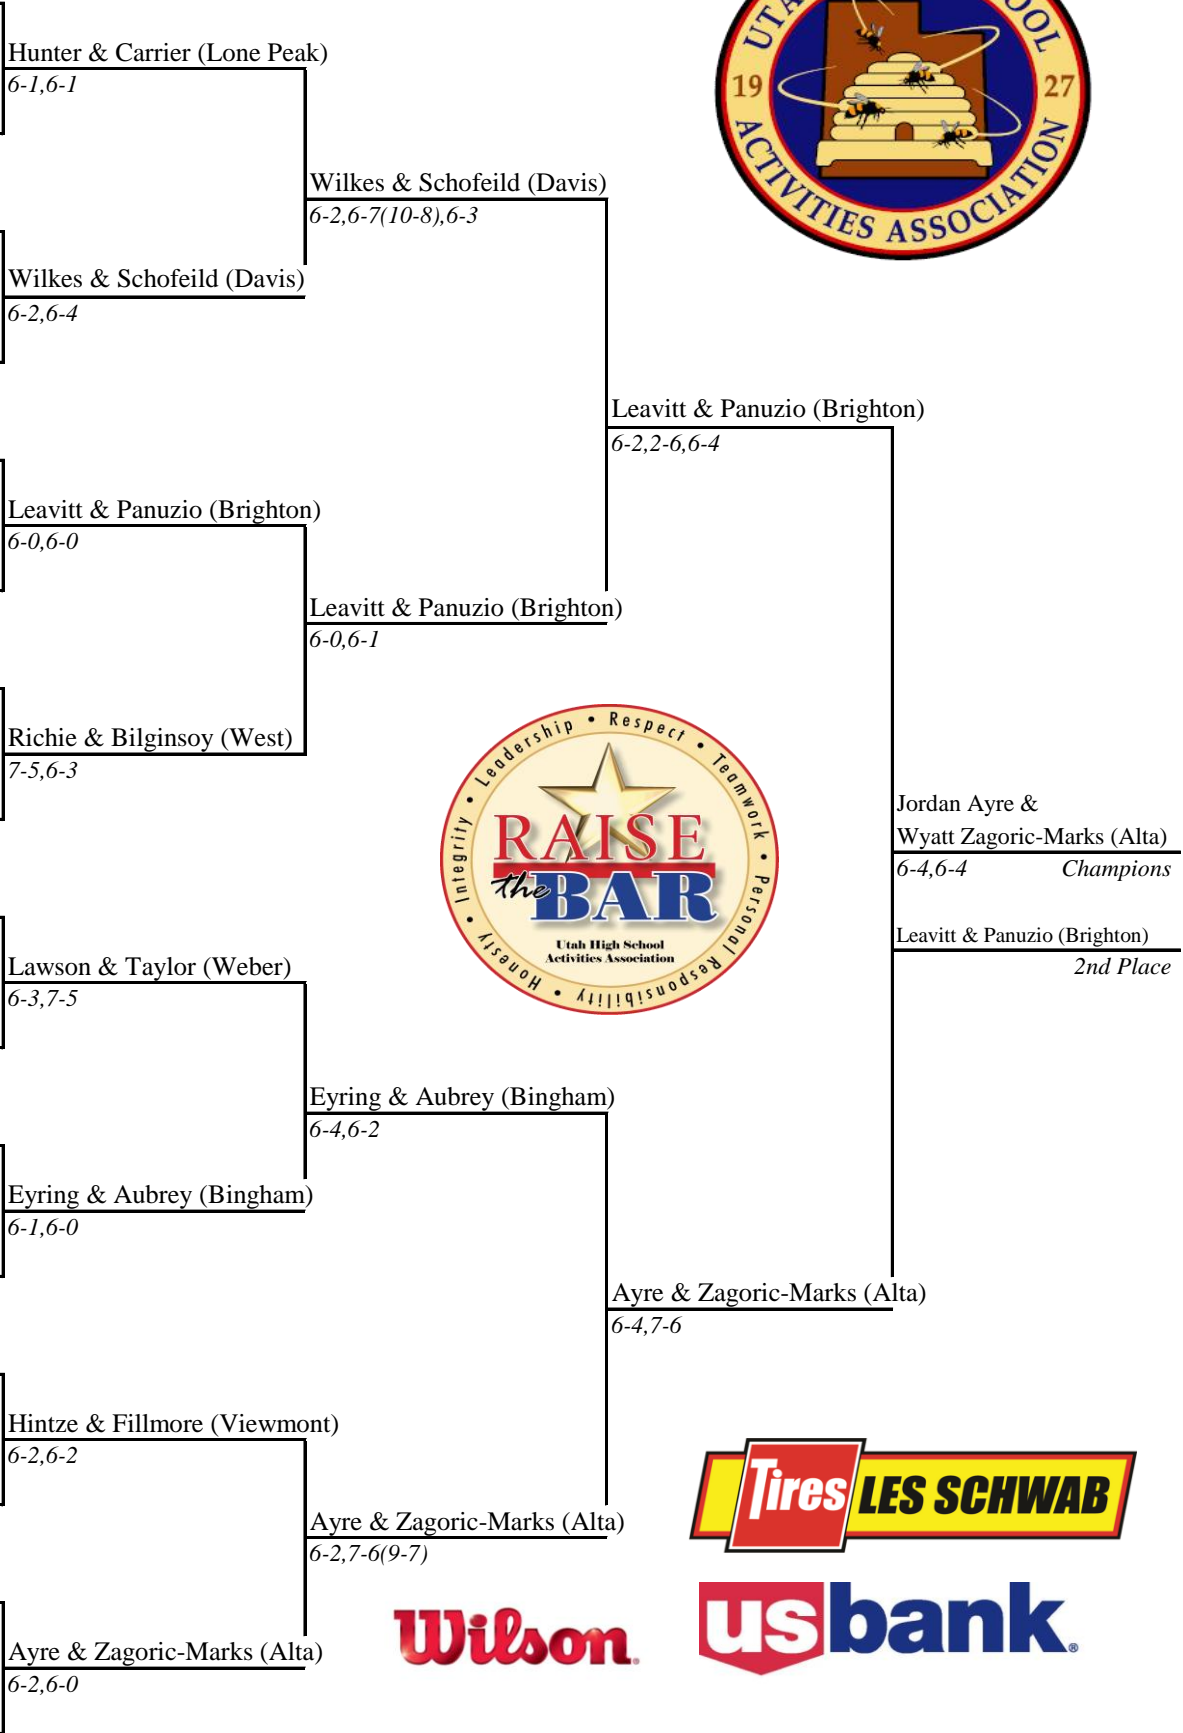 UTA
OOL
19
27
ACTIVITIES ASSOCIATION
Hunter & Carrier (Lone Peak)
6-1,6-1
Wilkes & Schofeild (Davis)
6-2,6-7(10-8),6-3
Wilkes & Schofeild (Davis)
6-2,6-4
Leavitt & Panuzio (Brighton)
6-2,2-6,6-4
Leavitt & Panuzio (Brighton)
6-0,6-0
Leavitt & Panuzio (Brighton)
6-0,6-1
Richie & Bilginsoy (West)
7-5,6-3
Honesty • Integrity • Leadership • Respect • Teamwork • Personal Responsibility •
RAISE
the BAR
Utah High School
Activities Association
Jordan Ayre &
Wyatt Zagoric-Marks (Alta)
6-4,6-4 Champions
Leavitt & Panuzio (Brighton)
2nd Place
Lawson & Taylor (Weber)
6-3,7-5
Eyring & Aubrey (Bingham)
6-4,6-2
Eyring & Aubrey (Bingham)
6-1,6-0
Ayre & Zagoric-Marks (Alta)
6-4,7-6
Hintze & Fillmore (Viewmont)
6-2,6-2
Ayre & Zagoric-Marks (Alta)
6-2,7-6(9-7)
Tires LES SCHWAB
Wilson.
usbank.
Ayre & Zagoric-Marks (Alta)
6-2,6-0